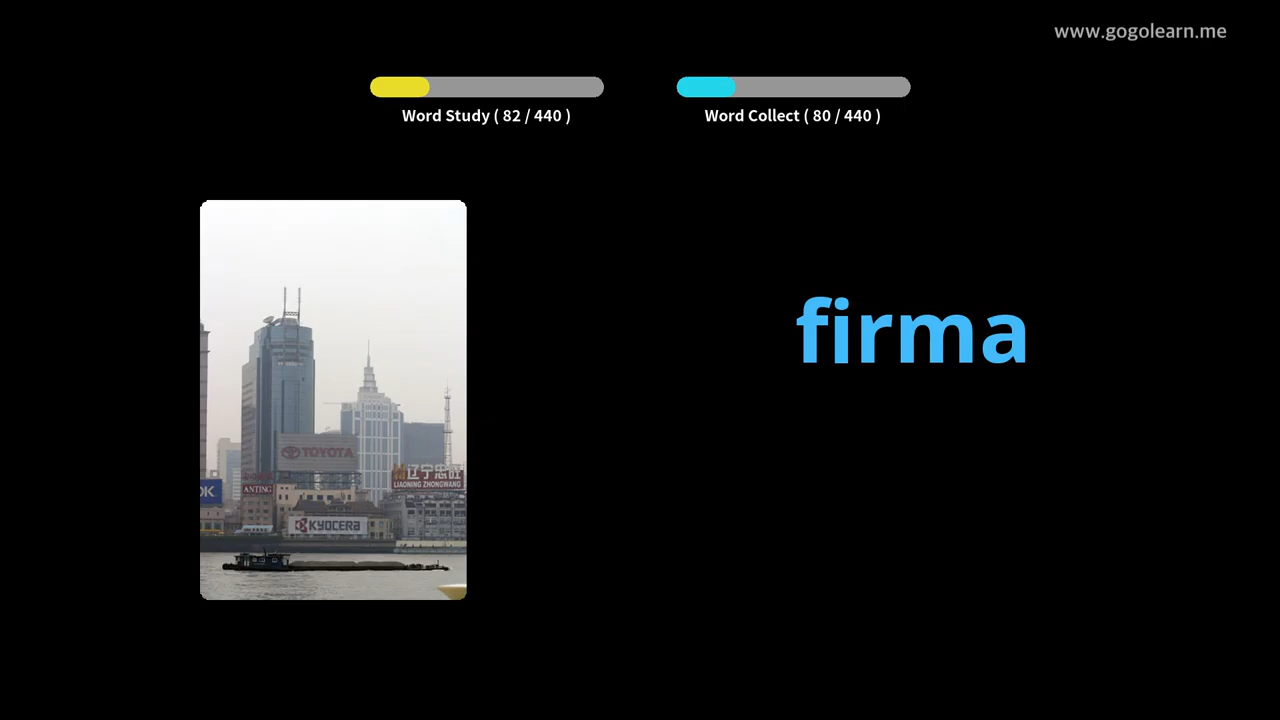 www.gogolearn.me
Word Study ( 82 / 440 )
Word Collect ( 80 / 440 )
firma
TOYOTA
辽宁忠旺
LIAONING ZHONGWANG
ANTING
OK
KYOCERA